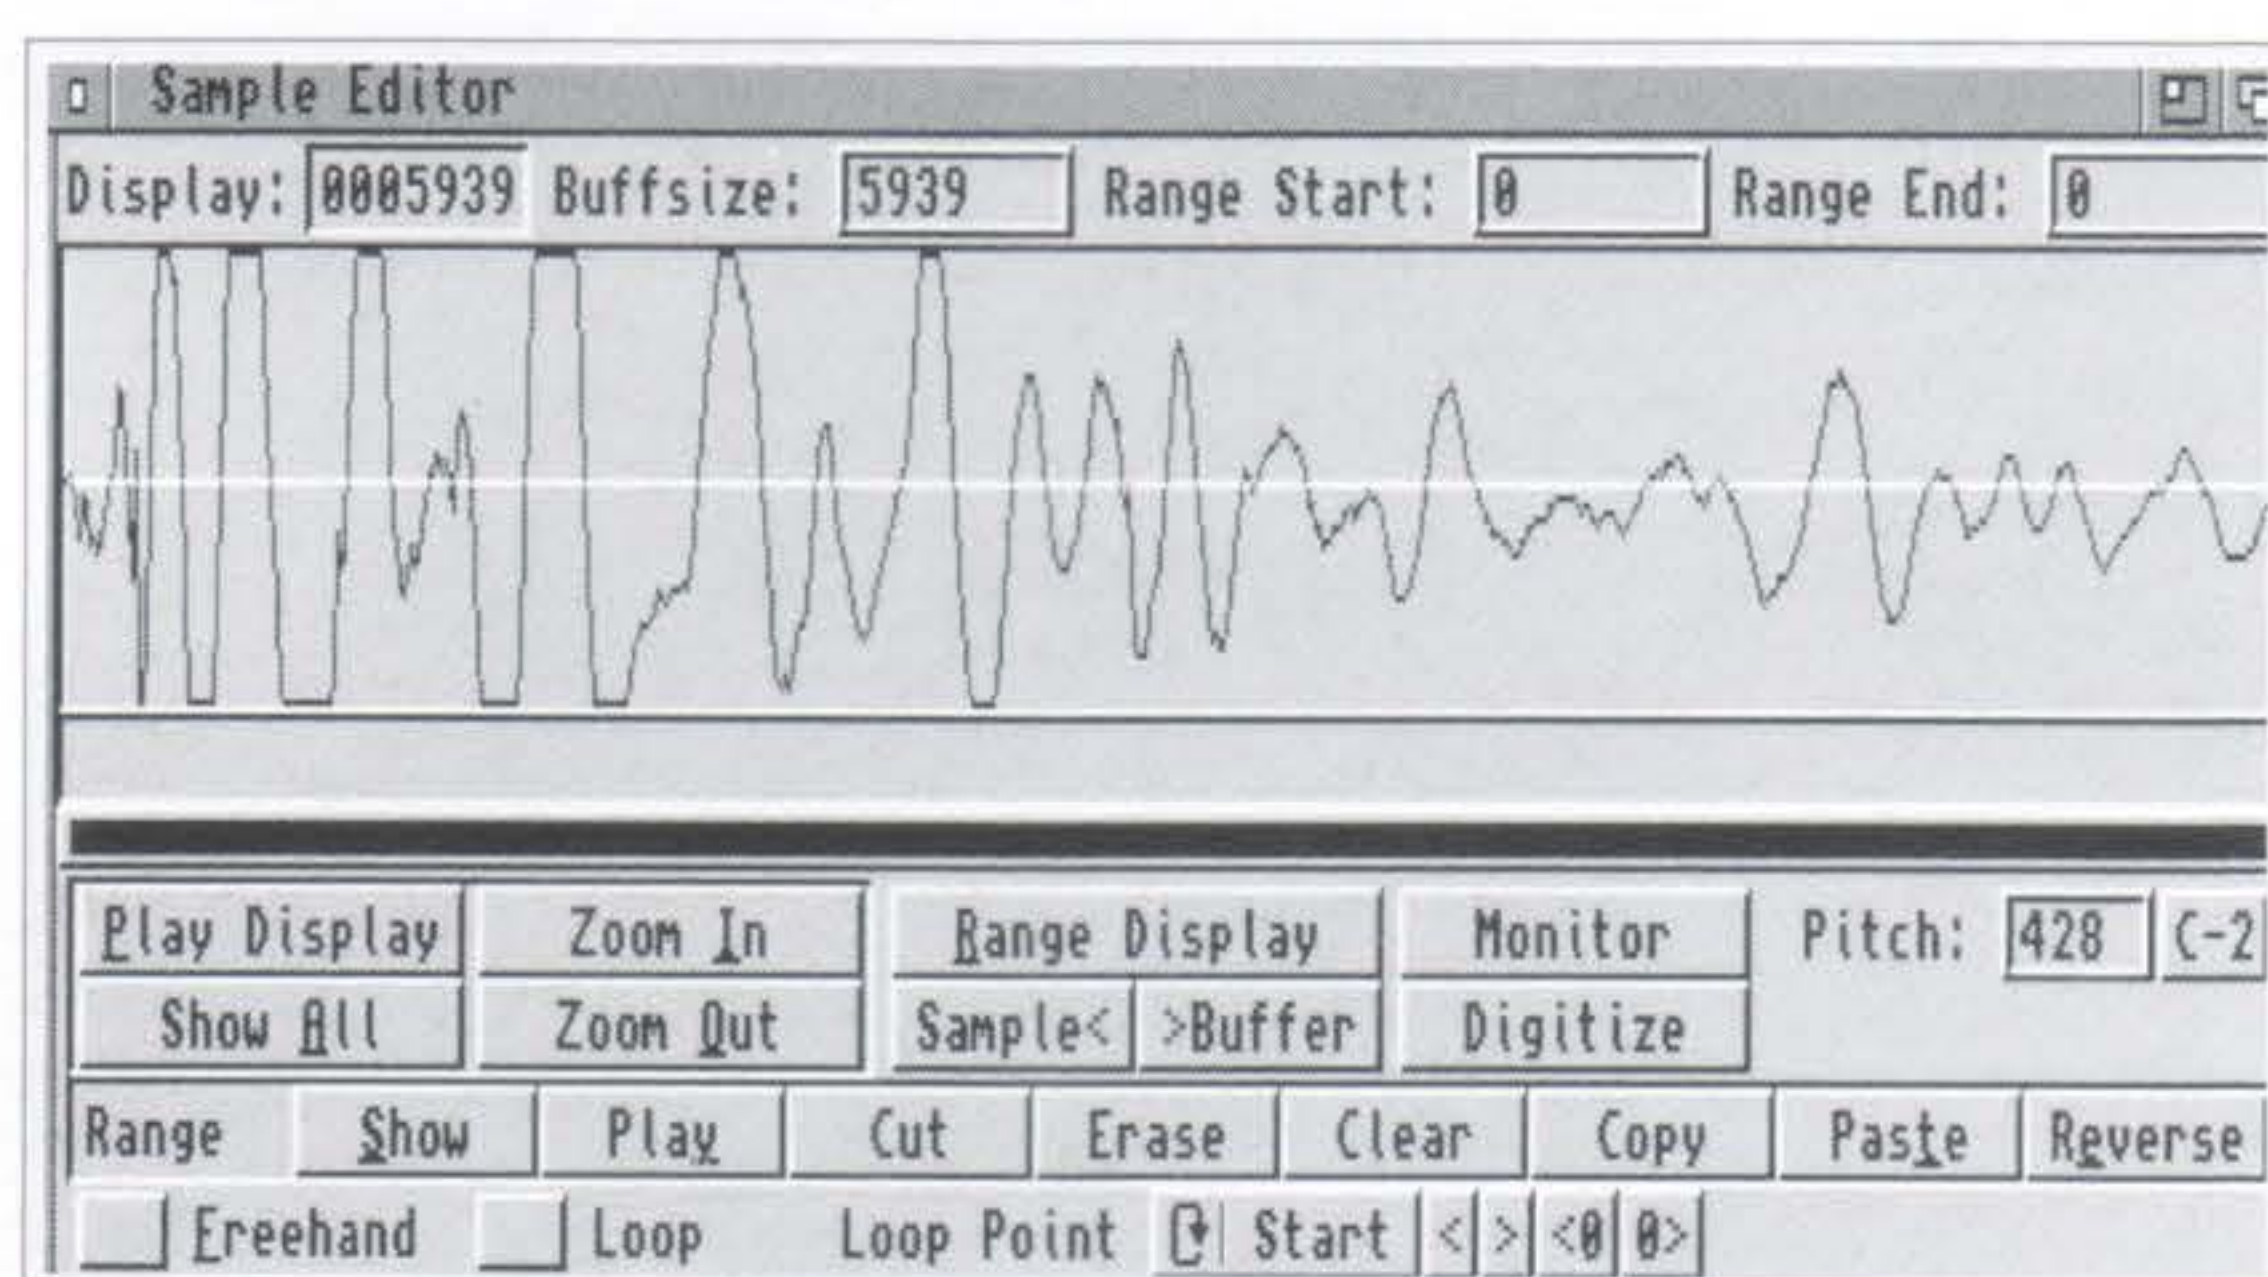 Sample Editor
Display: 0005939 Buffsize: 5939 Range Start: 0 Range End: 0
Play Display Zoom In Range Display Monitor Pitch: 428 C-2
Show All Zoom Out Sample< >Buffer Digitize
Range Show Play Cut Erase Clear Copy Paste Reverse
Freehand Loop Loop Point Start < > <0 0>